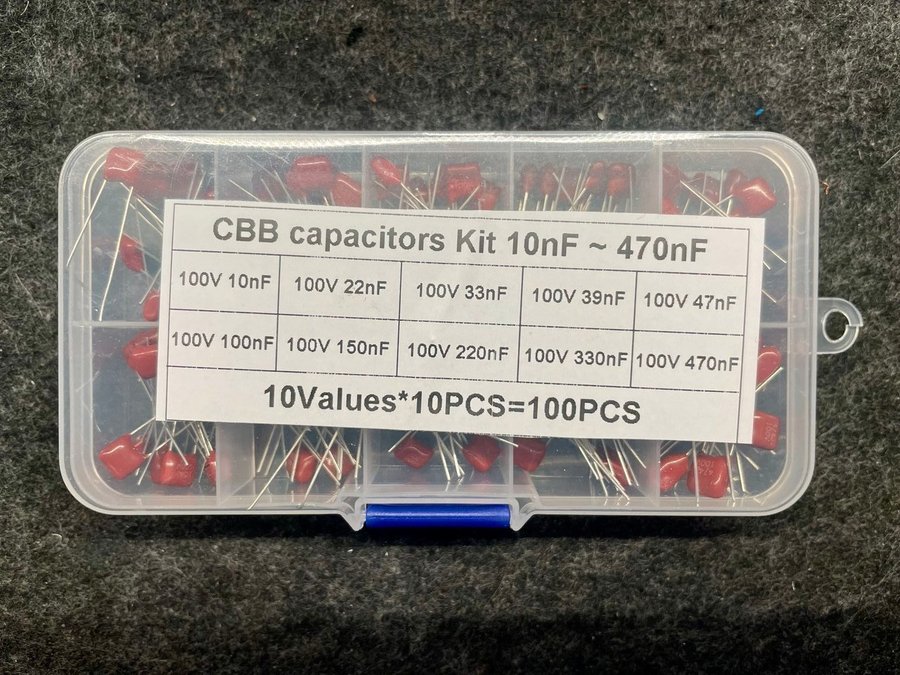 CBB capacitors Kit 10nF ~ 470nF
100V 10nF 100V 22nF 100V 33nF 100V 39nF 100V 47nF
100V 100nF 100V 150nF 100V 220nF 100V 330nF 100V 470nF
10Values*10PCS=100PCS